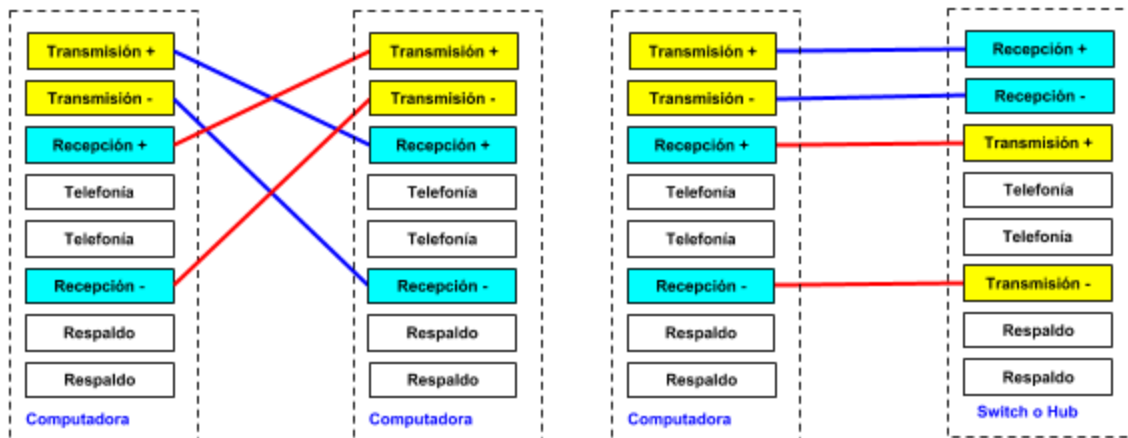 Transmisión +
Transmisión -
Recepción +
Telefonía
Telefonía
Recepción -
Respaldo
Respaldo
Computadora
Transmisión +
Transmisión -
Recepción +
Telefonía
Telefonía
Recepción -
Respaldo
Respaldo
Computadora
Transmisión +
Transmisión -
Recepción +
Telefonía
Telefonía
Recepción -
Respaldo
Respaldo
Computadora
Recepción +
Recepción -
Transmisión +
Telefonía
Telefonía
Transmisión -
Respaldo
Respaldo
Switch o Hub